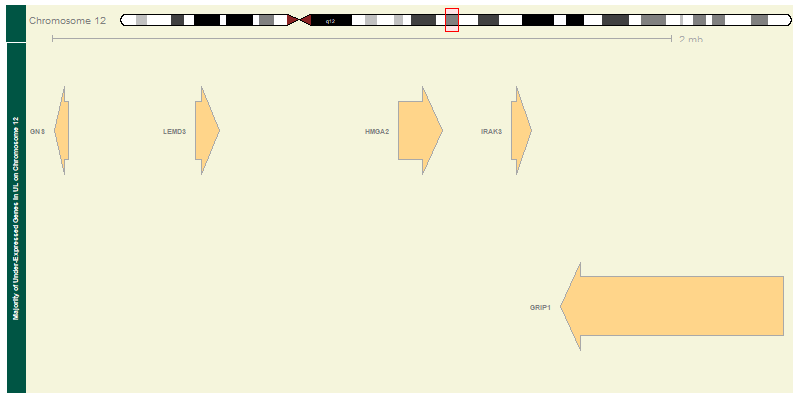 Chromosome 12
q12
2 mb
Majority of Under-Expressed Genes in UL on Chromosome 12
GNS
LEMD3
HMGA2
IRAK3
GRIP1